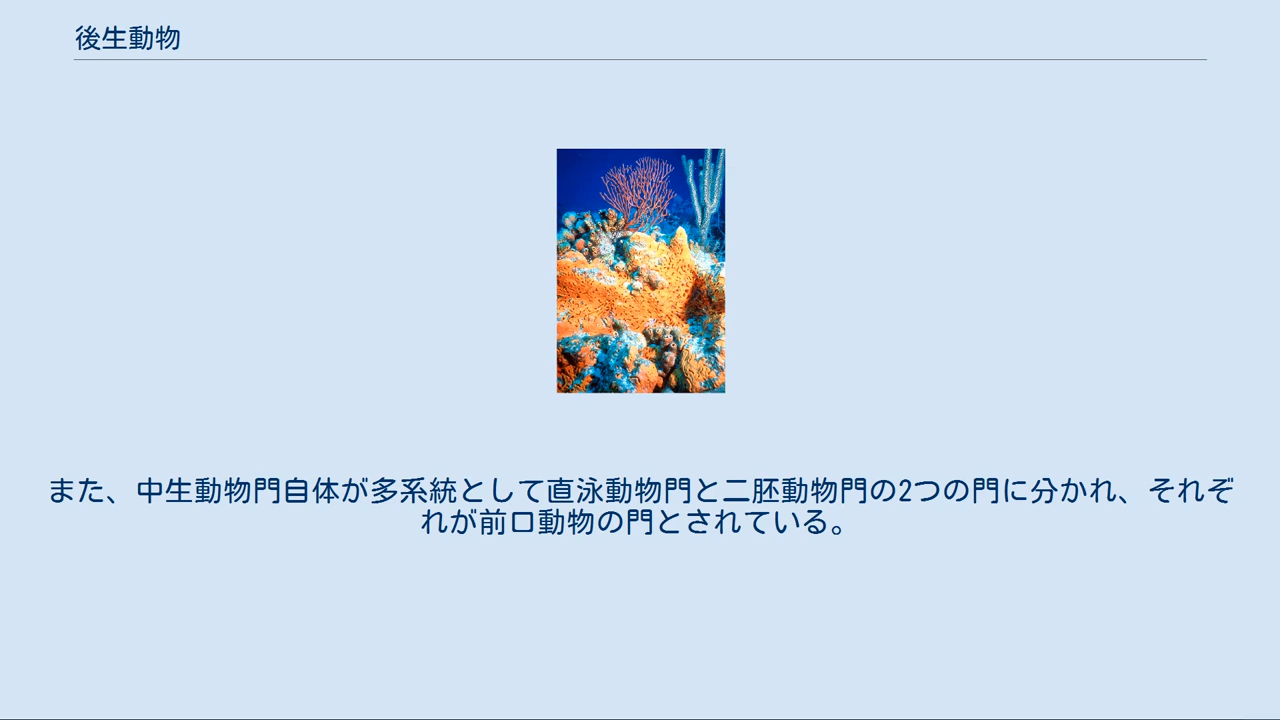 後生動物
また、中生動物門自体が多系統として直泳動物門と二胚動物門の2つの門に分かれ、それぞ
れが前口動物の門とされている。